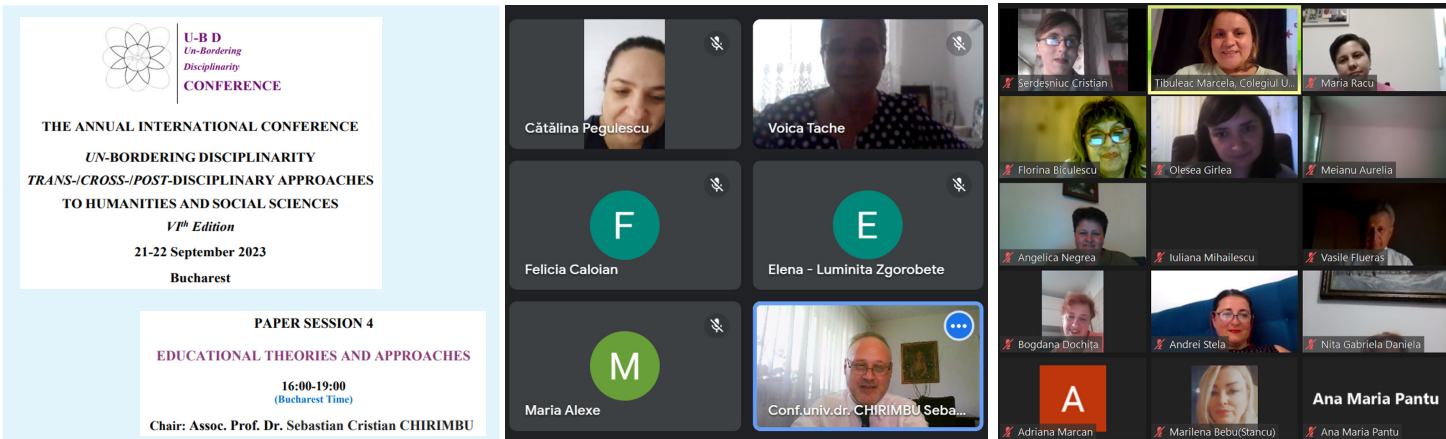 U-B D
Un-Bordering
Disciplinarity
CONFERENCE
THE ANNUAL INTERNATIONAL CONFERENCE
UN-BORDERING DISCIPLINARITY
TRANS-/CROSS-/POST-DISCIPLINARY APPROACHES
TO HUMANITIES AND SOCIAL SCIENCES
VIth Edition
21-22 September 2023
Bucharest
PAPER SESSION 4
EDUCATIONAL THEORIES AND APPROACHES
16:00-19:00
(Bucharest Time)
Chair: Assoc. Prof. Dr. Sebastian Cristian CHIRIMBU
Cătălina Pegulescu
Voica Tache
F
Felicia Caloian
E
Elena - Luminita Zgorobete
M
Maria Alexe
Conf.univ.dr. CHIRIMBU Seba...
Serdeșniuc Cristian
Tibuleac Marcela, Colegiul U...
Maria Racu
Florina Biculescu
Olesea Girlea
Meianu Aurelia
Angelica Negrea
Iuliana Mihailescu
Vasile Flueras
Bogdana Dochița
Andrei Stela
Nita Gabriela Daniela
A
Adriana Marcan
Marilena Bebu(Stancu)
Ana Maria Pantu
Ana Maria Pantu